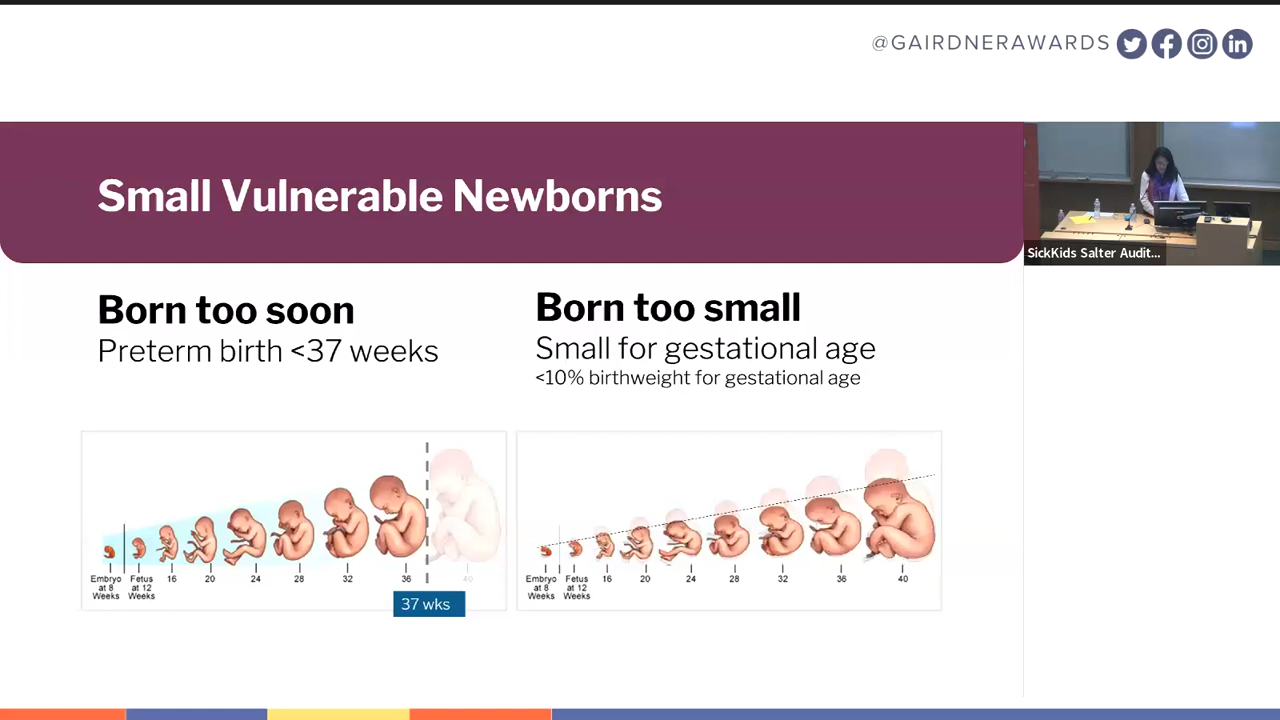 @GAIRDNERAWARDS
Small Vulnerable Newborns
SickKids Salter Audit...
Born too soon
Preterm birth <37 weeks
Born too small
Small for gestational age
<10% birthweight for gestational age
Embryo
at 8
Weeks
Fetus
at 12
Weeks
16
20
24
28
32
36
40
37 wks
Embryo
at 8
Weeks
Fetus
at 12
Weeks
16
20
24
28
32
36
40